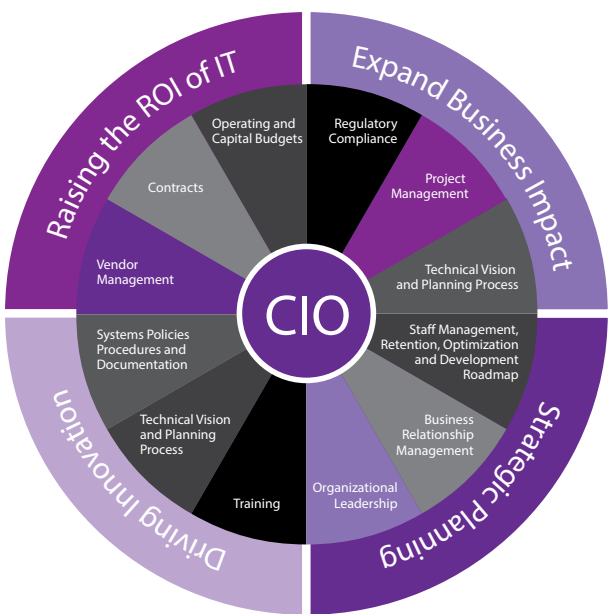 Raising the ROI of IT
Expand Business Impact
Operating and
Capital Budgets
Regulatory
Compliance
Contracts
Project
Management
Vendor
Management
Technical Vision
and Planning Process
CIO
Systems Policies
Procedures and
Documentation
Staff Management,
Retention, Optimization
and Development
Roadmap
Technical Vision
and Planning
Process
Business
Relationship
Management
Training
Organizational
Leadership
Driving Innovation
Strategic Planning